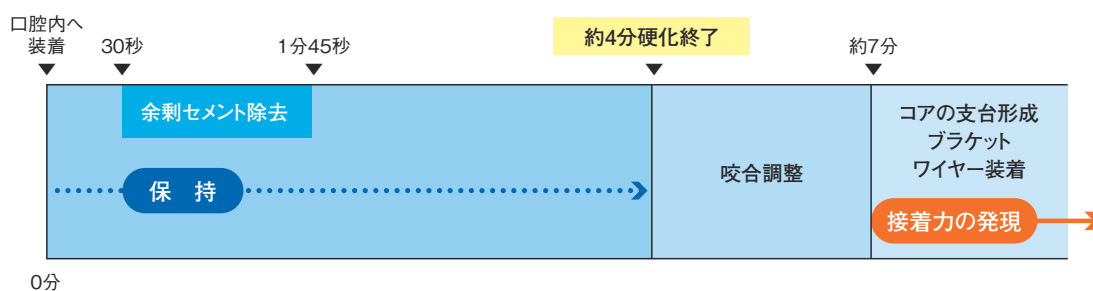 口腔内へ
装着
30秒
1分45秒
約4分硬化終了
約7分
余剰セメント除去
保 持
咬合調整
コアの支台形成
ブラケット
ワイヤー装着
接着力の発現
0分